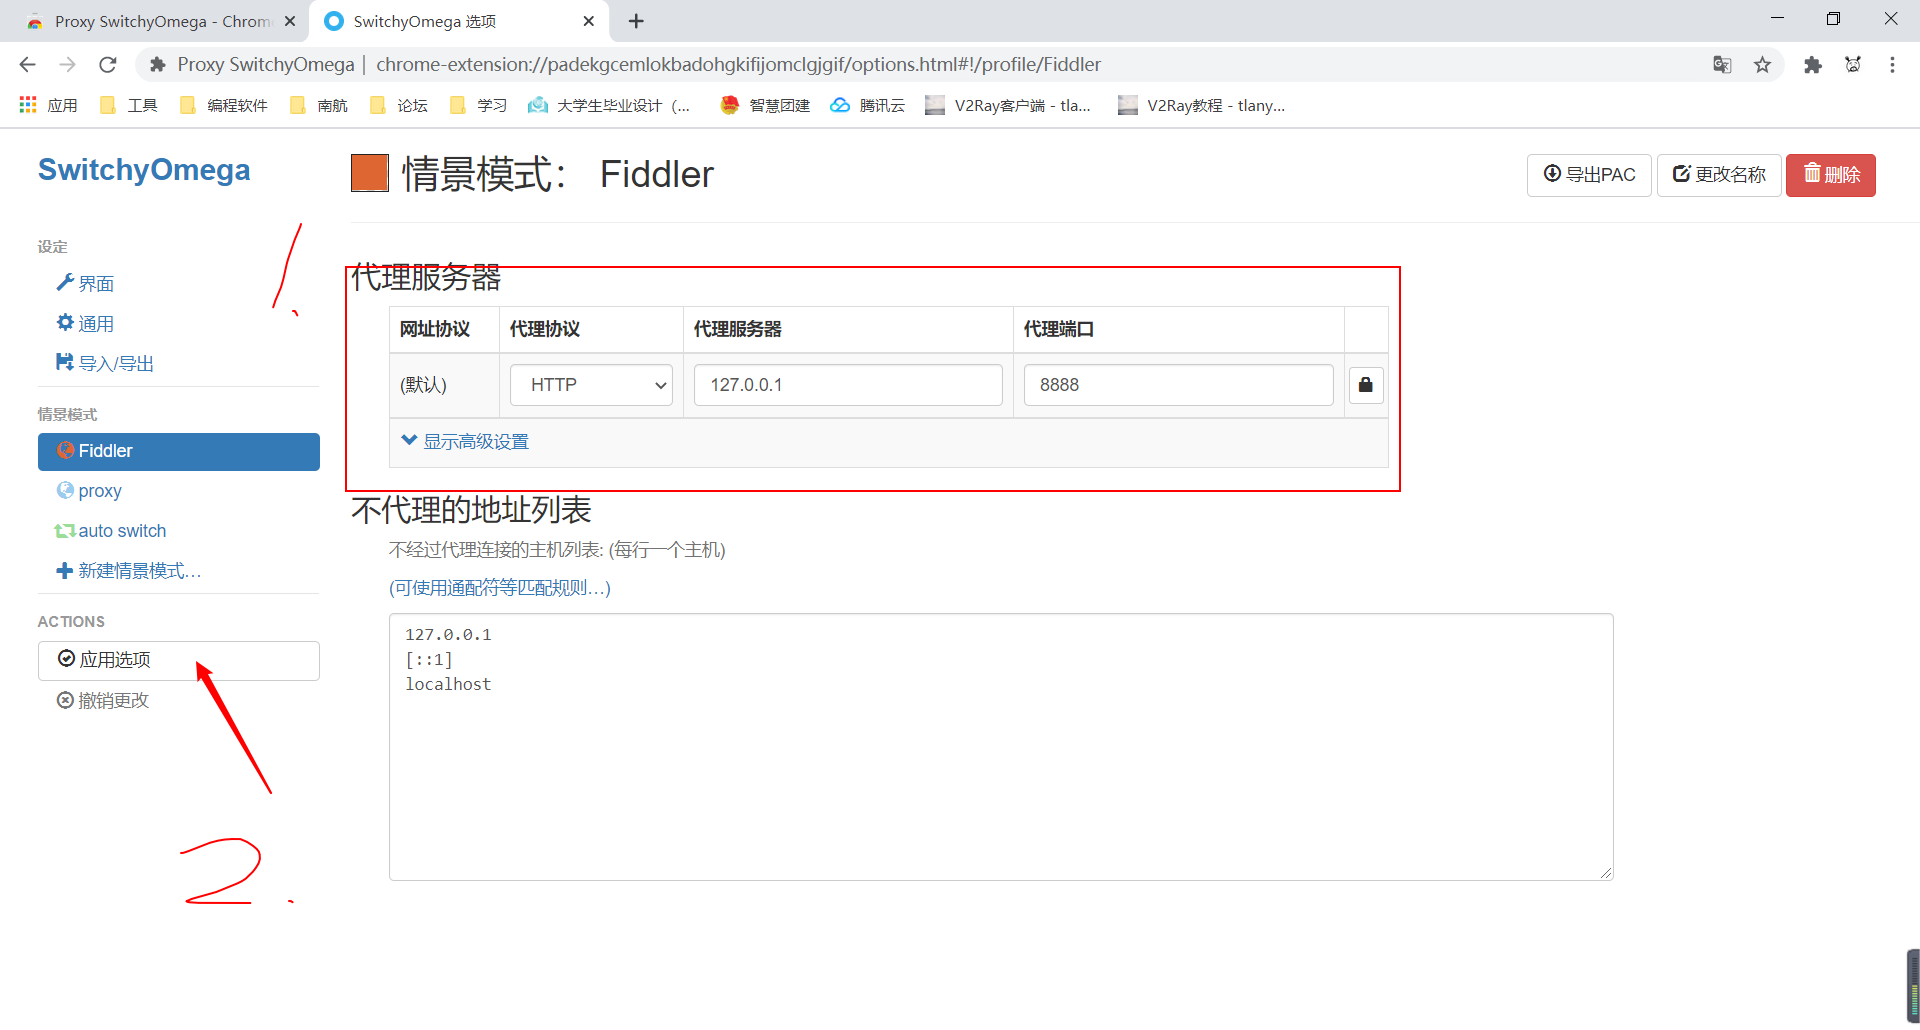 Proxy SwitchyOmega - Chrom
SwitchyOmega 选项
Proxy SwitchyOmega | chrome-extension://padekgcemlokbadohgkifijomclgjgif/options.html#!/profile/Fiddler
应用 工具 编程软件 南航 论坛 学习 大学生毕业设计（... 智慧团建 腾讯云 V2Ray客户端 - tla... V2Ray教程 - tlany...
SwitchyOmega
情景模式： Fiddler
导出PAC 更改名称 删除
设定
界面
通用
导入/导出
情景模式
Fiddler
proxy
auto switch
新建情景模式...
ACTIONS
应用选项
撤销更改
1.
2.
代理服务器
网址协议 代理协议 代理服务器 代理端口
(默认) HTTP 127.0.0.1 8888
显示高级设置
不代理的地址列表
不经过代理连接的主机列表: (每行一个主机)
(可使用通配符等匹配规则...)
127.0.0.1
[::1]
localhost